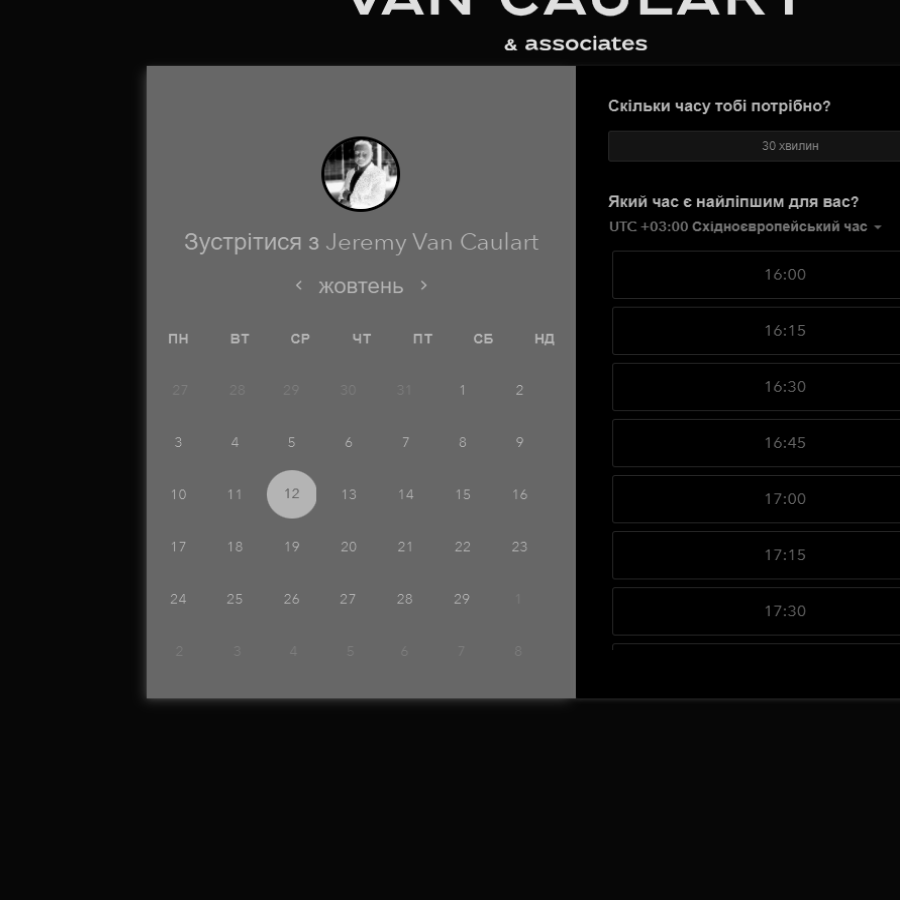 VAN CAULART
& associates
Зустрітися з Jeremy Van Caulart
жовтень
ПН ВТ СР ЧТ ПТ СБ НД
27 28 29 30 31 1 2
3 4 5 6 7 8 9
10 11 12 13 14 15 16
17 18 19 20 21 22 23
24 25 26 27 28 29 1
2 3 4 5 6 7 8
Скільки часу тобі потрібно?
30 хвилин
Який час є найліпшим для вас?
UTC +03:00 Східноєвропейський час
16:00
16:15
16:30
16:45
17:00
17:15
17:30